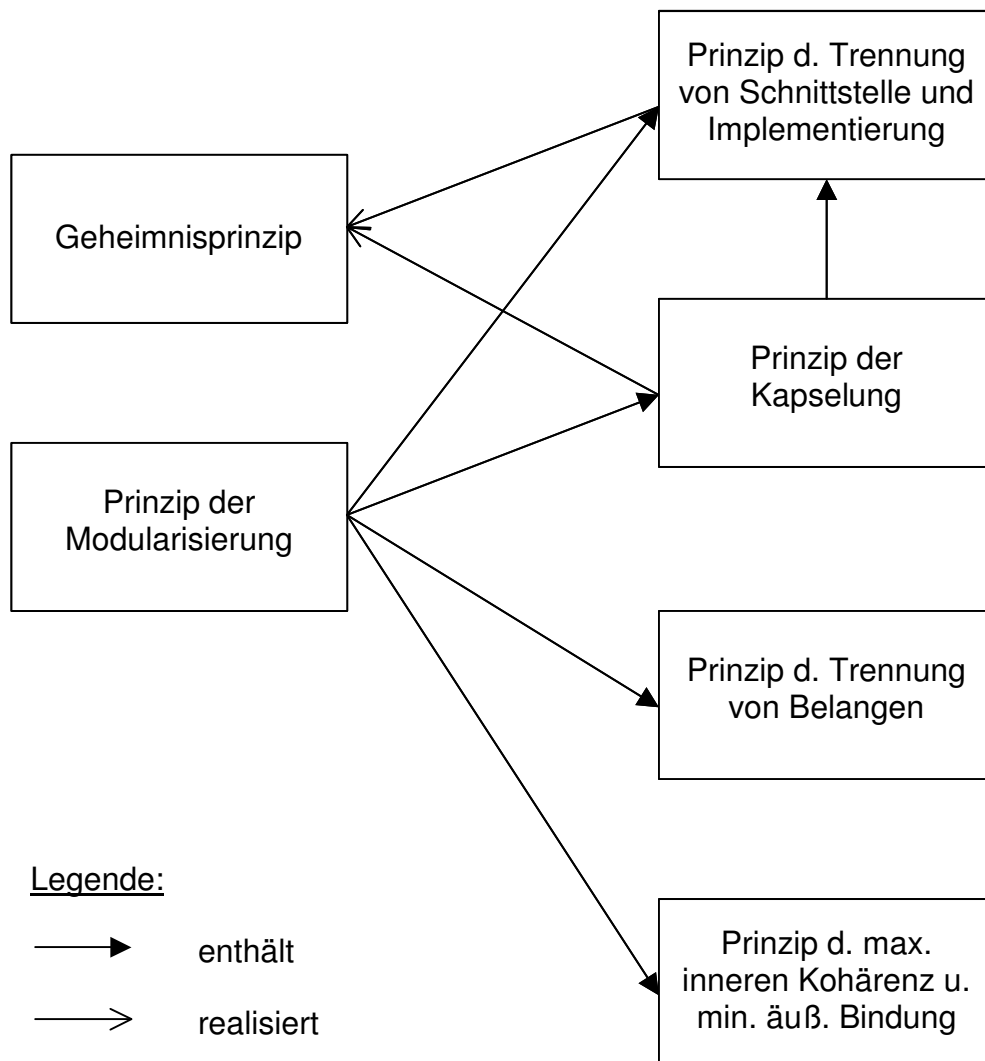 Prinzip d. Trennung
von Schnittstelle und
Implementierung
Geheimnisprinzip
Prinzip der
Kapselung
Prinzip der
Modularisierung
Prinzip d. Trennung
von Belangen
Legende:
enthält
realisiert
Prinzip d. max.
inneren Kohärenz u.
min. äuß. Bindung